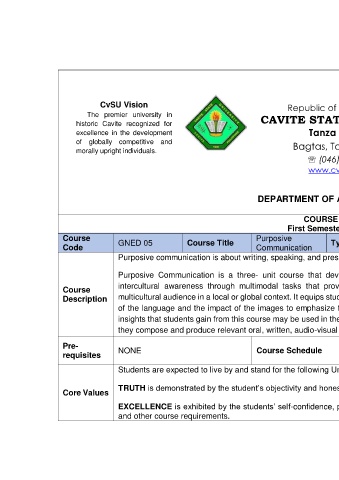 CvSU Vision
The premier university in
historic Cavite recognized for
excellence in the development
of globally competitive and
morally upright individuals.
Republic of
CAVITE STAT
Tanza
Bagtas, Ta
☏ (046)
www.cv
DEPARTMENT OF A
COURSE
First Semeste
Course Code
GNED 05
Course Title
Purposive Communication
Ty
Course Description
Purposive communication is about writing, speaking, and pres
Purposive Communication is a three- unit course that dev
intercultural awareness through multimodal tasks that prov
multicultural audience in a local or global context. It equips stud
of the language and the impact of the images to emphasize t
insights that students gain from this course may be used in the
they compose and produce relevant oral, written, audio-visual
Pre-
requisites
NONE
Course Schedule
Core Values
Students are expected to live by and stand for the following Un
TRUTH is demonstrated by the student's objectivity and hones
EXCELLENCE is exhibited by the students' self-confidence, p
and other course requirements.